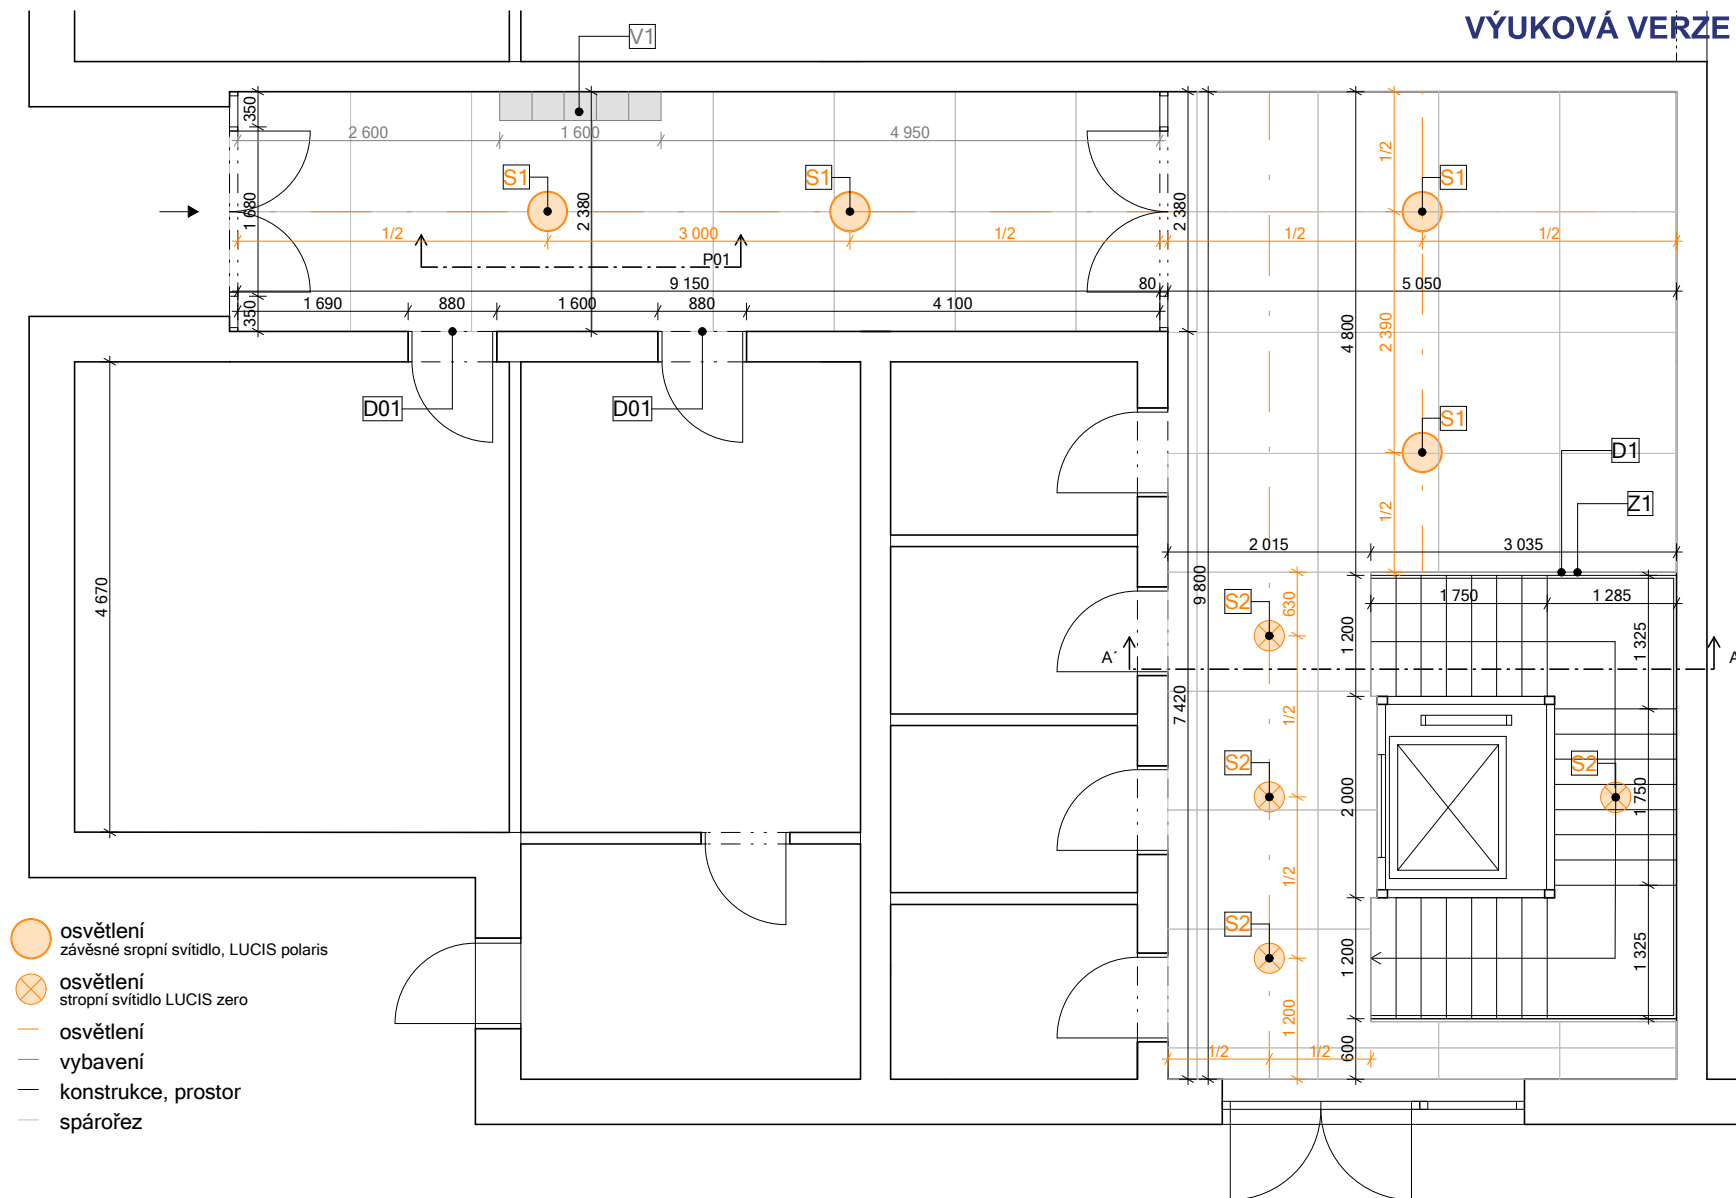 VÝUKOVÁ VERZE
V1
350
2 600
1 600
4 950
1/2
S1
S1
S1
1 680
2 380
2 380
1/2
3 000
1/2
1/2
1/2
P01
9 150
80
5 050
350
1 690
880
1 600
880
4 100
4 800
2 390
D01
D01
S1
D1
1/2
Z1
2 015
3 035
4 670
9 800
630
1 750
1 285
S2
1 200
1 325
A´
A
7 420
1/2
S2
S2
2 000
1 750
1/2
S2
osvětlení
závěsné sropní svítidlo, LUCIS polaris
1 200
1 325
osvětlení
stropní svítidlo LUCIS zero
1 200
osvětlení
1/2
1/2
600
vybavení
konstrukce, prostor
spárořez